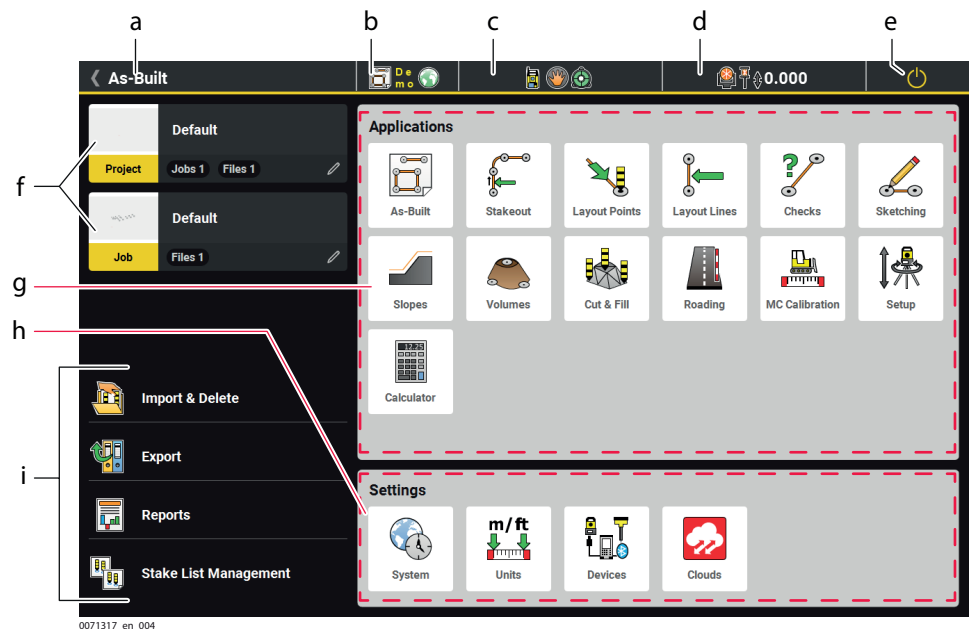 a b c d e
As-Built
De
mo
0.000
f
Default
Project Jobs 1 Files 1
Default
Job Files 1
g
h
i
Import & Delete
Export
Reports
Stake List Management
Applications
As-Built Stakeout Layout Points Layout Lines ? Checks Sketching
Slopes Volumes Cut & Fill Roading MC Calibration Setup
12.25
Calculator
Settings
m/ft
System Units Devices Clouds
0071317_en_004